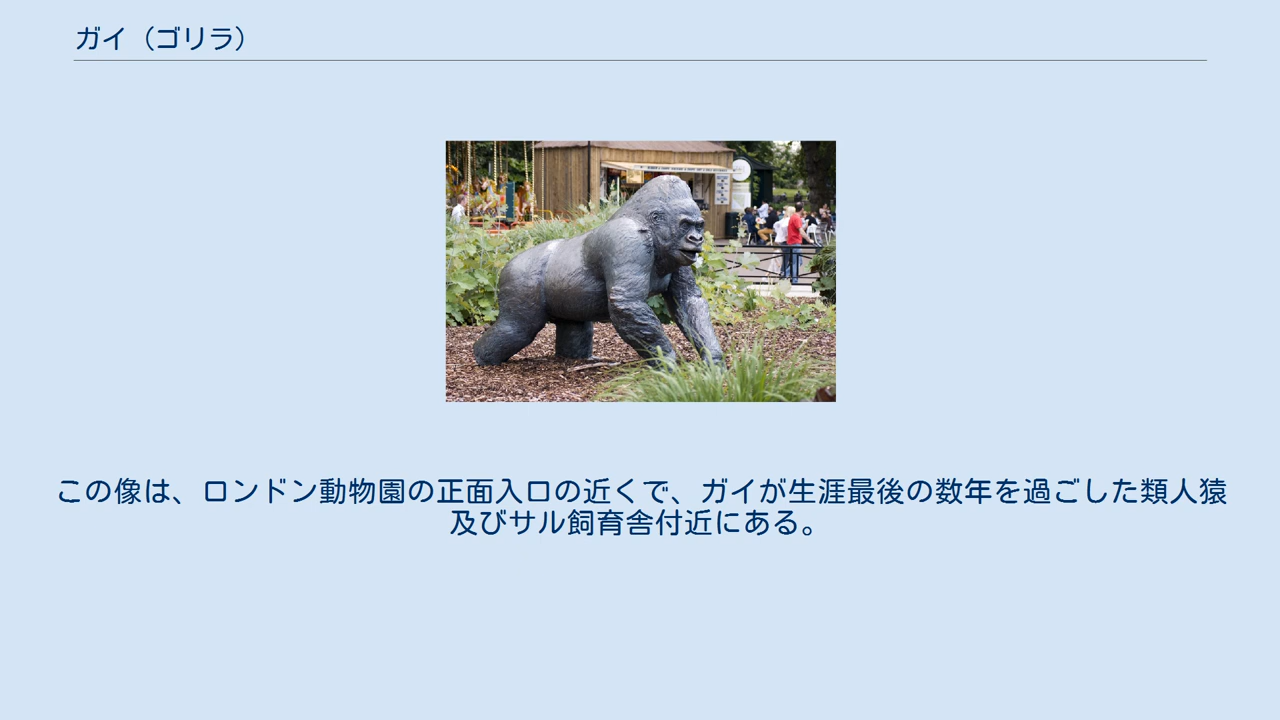 ガイ（ゴリラ）
この像は、ロンドン動物園の正面入口の近くで、ガイが生涯最後の数年を過ごした類人猿
及びサル飼育舎付近にある。